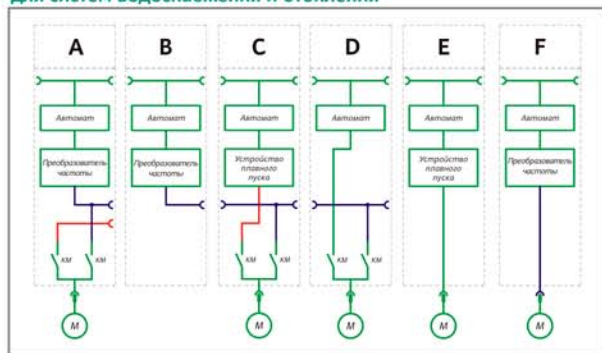 для систем водоснабжения и отопления
A B C D E F
Автомат Автомат Автомат Автомат Автомат Автомат
Преобразователь частоты
Преобразователь частоты
Устройство плавного пуска
Устройство плавного пуска
Преобразователь частоты
КМ КМ КМ КМ КМ КМ
М М М М М